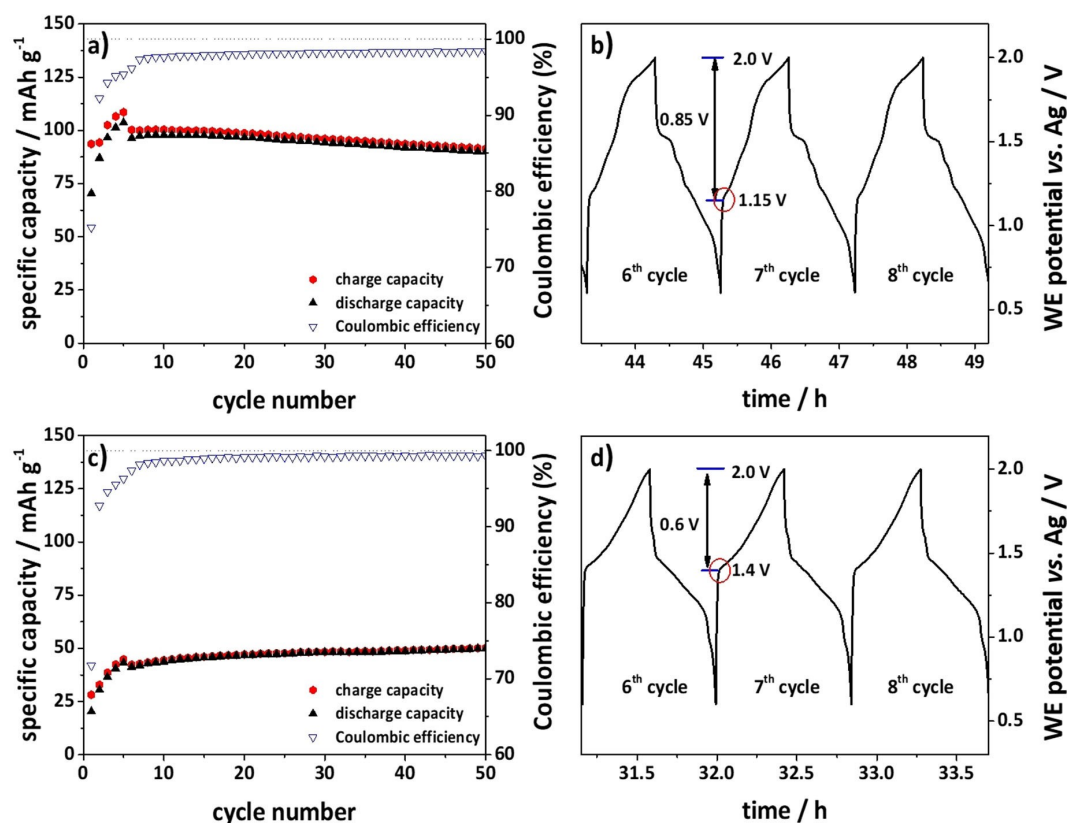 a)
specific capacity / mAh g⁻¹
150
125
100
75
50
25
0
charge capacity
discharge capacity
Coulombic efficiency
0 10 20 30 40 50
cycle number
100
90
80
70
60
Coulombic efficiency (%)
b)
2.0 V
0.85 V
1.15 V
6th cycle
7th cycle
8th cycle
44 45 46 47 48 49
time / h
2.0
1.5
1.0
0.5
WE potential vs. Ag / V
c)
specific capacity / mAh g⁻¹
150
125
100
75
50
25
0
charge capacity
discharge capacity
Coulombic efficiency
0 10 20 30 40 50
cycle number
100
90
80
70
60
Coulombic efficiency (%)
d)
2.0 V
0.6 V
1.4 V
6th cycle
7th cycle
8th cycle
31.5 32.0 32.5 33.0 33.5
time / h
2.0
1.5
1.0
0.5
WE potential vs. Ag / V